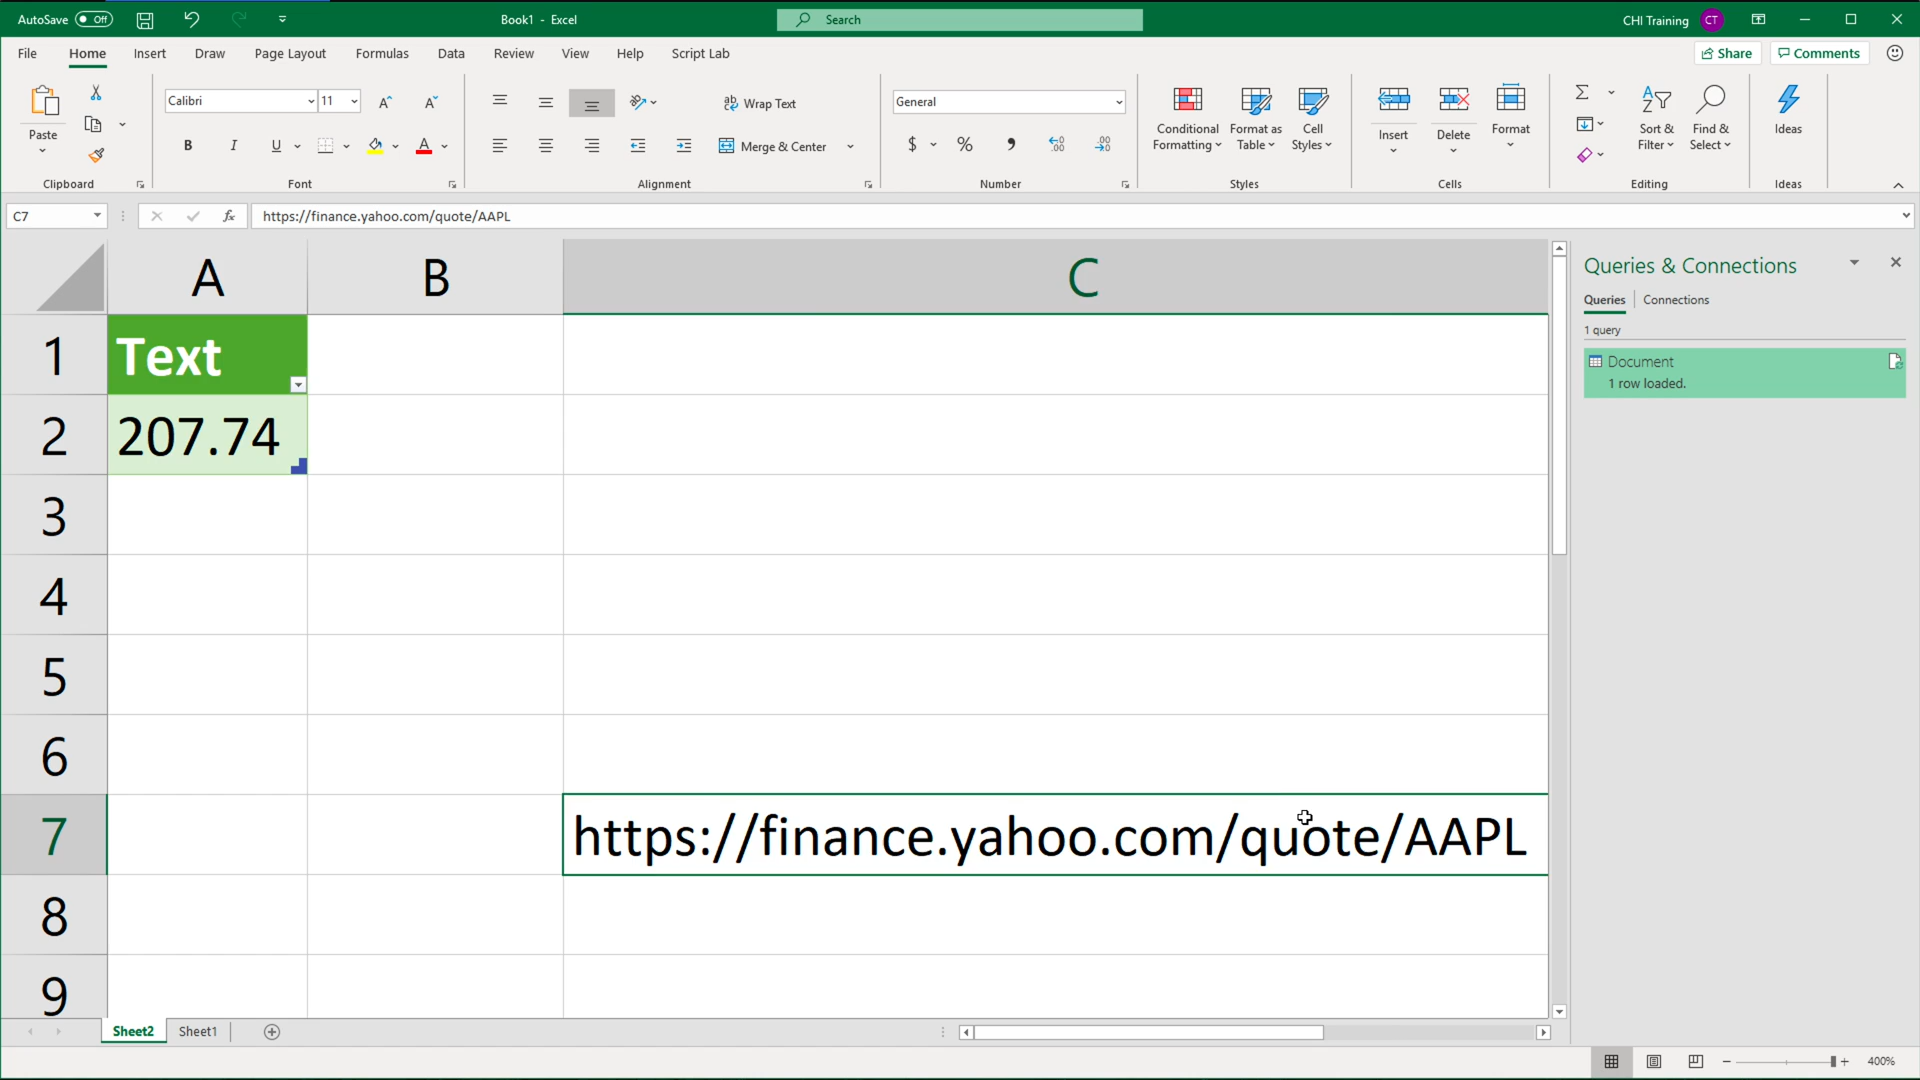 AutoSave Off
Book1 - Excel
Search
CHI Training CT
File Home Insert Draw Page Layout Formulas Data Review View Help Script Lab
Share Comments
Paste
Clipboard
Calibri 11
B I U A
Font
ab Wrap Text
Merge & Center
Alignment
General
$ % ,
Number
Conditional Formatting
Format as Table
Cell Styles
Styles
Insert Delete Format
Cells
Sort & Filter
Find & Select
Editing
Ideas
Ideas
C7 fx https://finance.yahoo.com/quote/AAPL
A B C
1 Text
2 207.74
3
4
5
6
7 https://finance.yahoo.com/quote/AAPL
8
9
Queries & Connections
Queries Connections
1 query
Document
1 row loaded.
Sheet2 Sheet1
400%